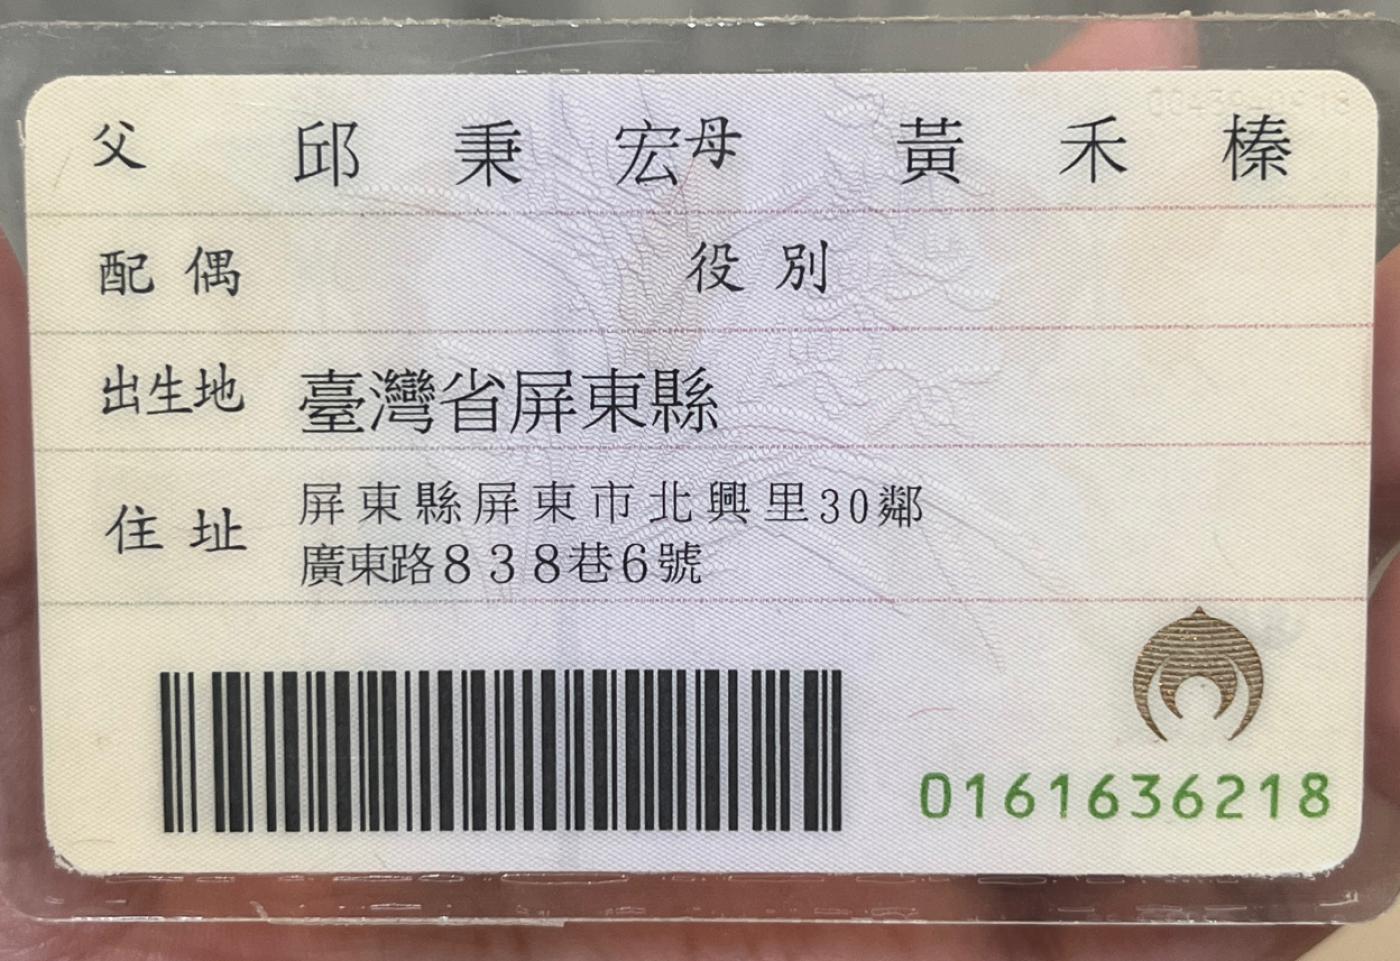 父 邱秉宏 母 黃禾榛
配偶 役別
出生地 臺灣省屏東縣
住址 屏東縣屏東市北興里30鄰
廣東路838巷6號
0161636218